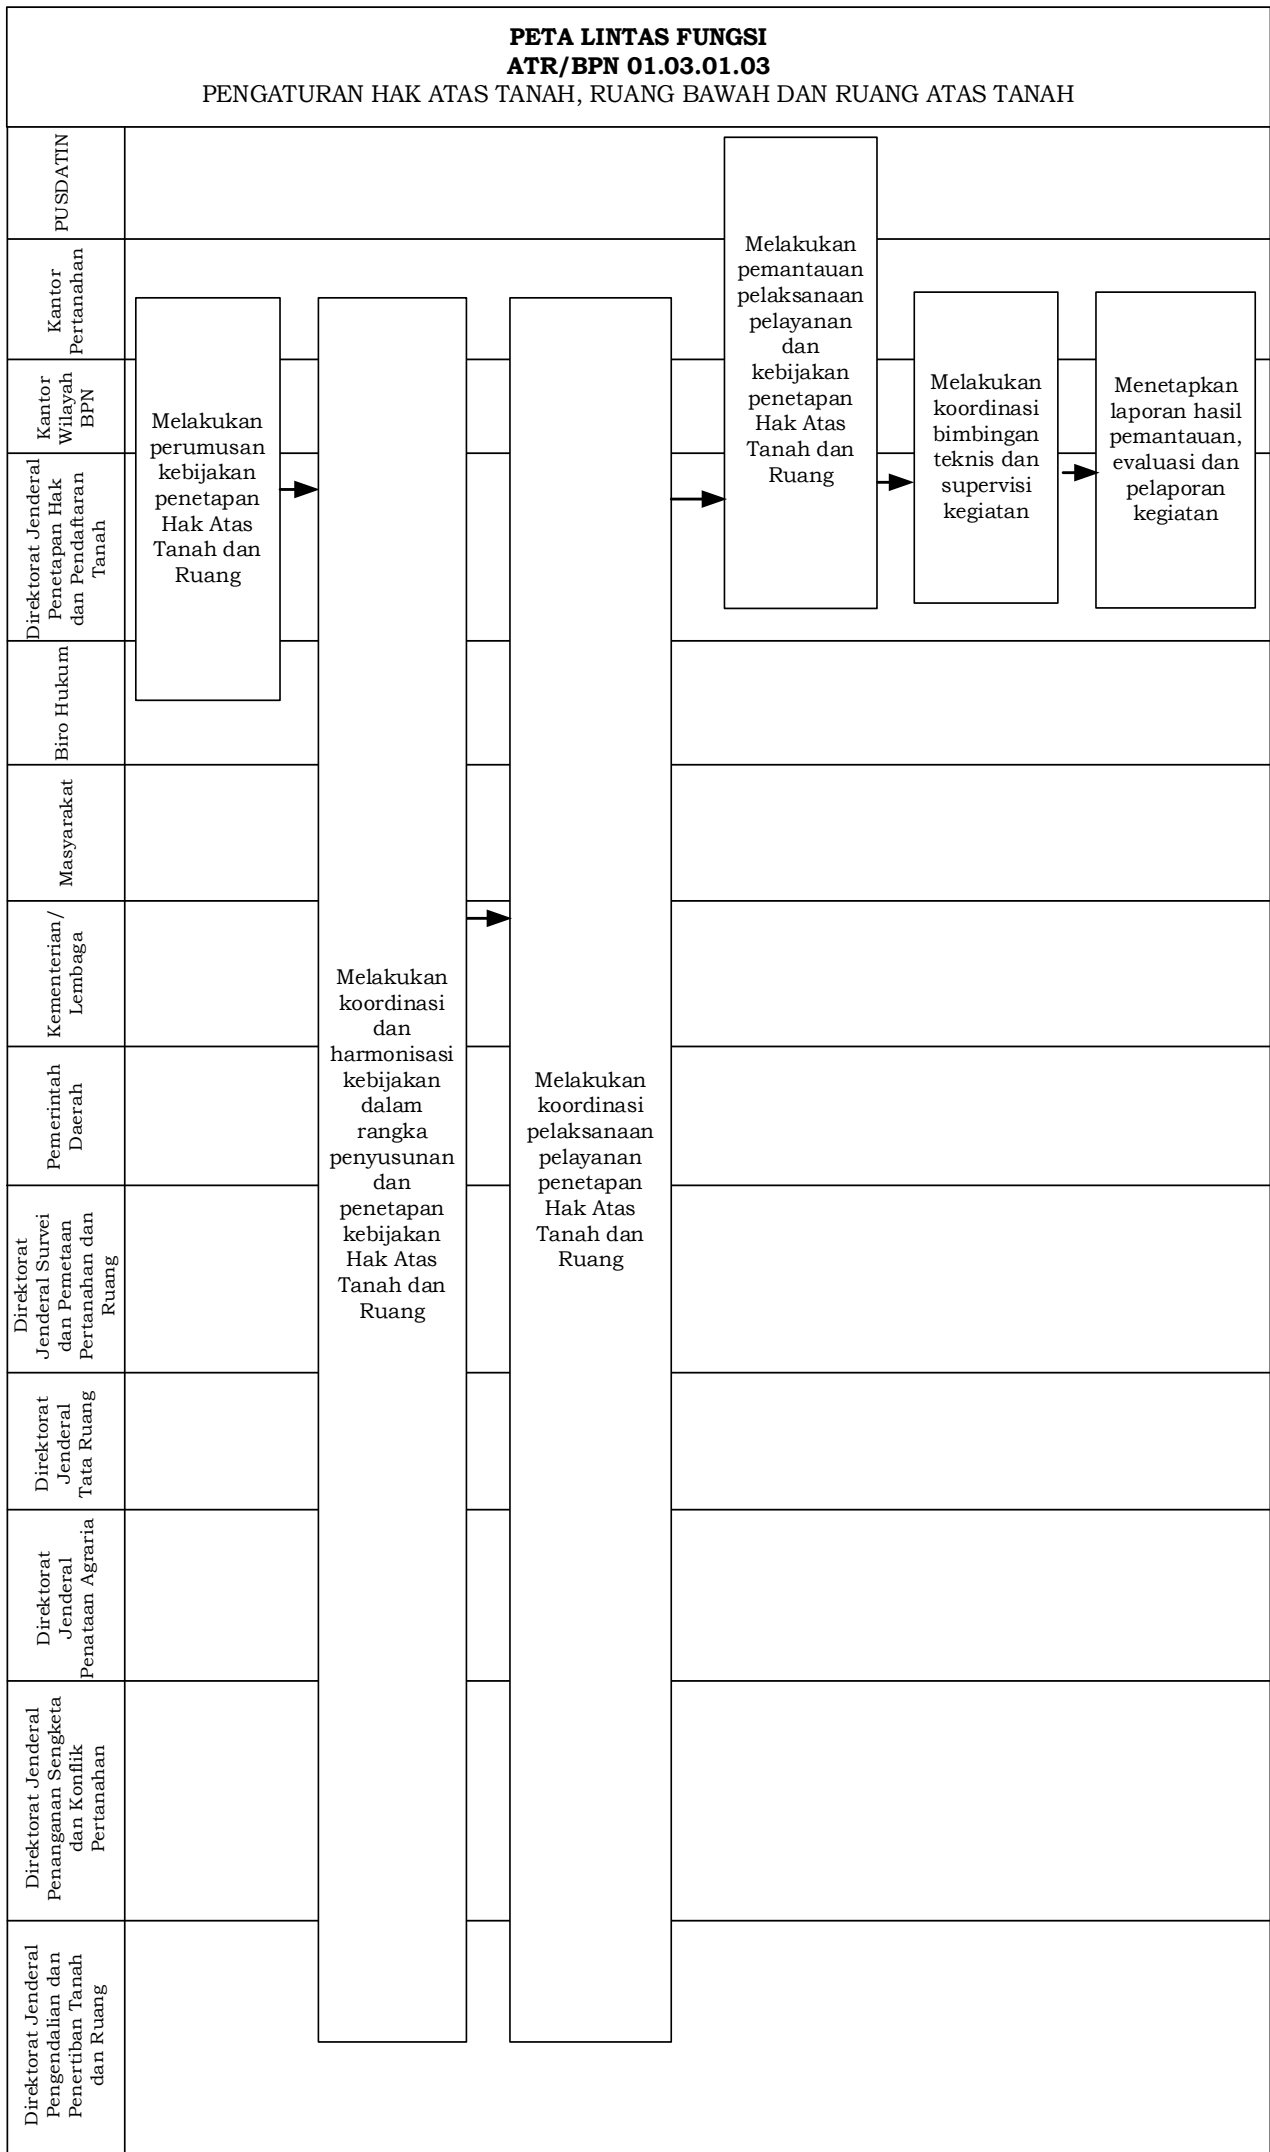 PETA LINTAS FUNGSI
ATR/BPN 01.03.01.03
PENGATURAN HAK ATAS TANAH, RUANG BAWAH DAN RUANG ATAS TANAH
PUSDATIN
Kantor
Pertanahan
Kantor
Wilayah
BPN
Direktorat Jenderal
Penetapan Hak
dan Pendaftaran
Tanah
Biro Hukum
Masyarakat
Kementerian/
Lembaga
Pemerintah
Daerah
Direktorat
Jenderal Survei
dan Pemetaan
Pertanahan dan
Ruang
Direktorat
Jenderal
Tata Ruang
Direktorat
Jenderal
Penataan Agraria
Direktorat Jenderal
Penanganan Sengketa
dan Konflik
Pertanahan
Direktorat Jenderal
Pengendalian dan
Penertiban Tanah
dan Ruang
Melakukan
perumusan
kebijakan
penetapan
Hak Atas
Tanah dan
Ruang
Melakukan
koordinasi
dan
harmonisasi
kebijakan
dalam
rangka
penyusunan
dan
penetapan
kebijakan
Hak Atas
Tanah dan
Ruang
Melakukan
koordinasi
pelaksanaan
pelayanan
penetapan
Hak Atas
Tanah dan
Ruang
Melakukan
pemantauan
pelaksanaan
pelayanan
dan
kebijakan
penetapan
Hak Atas
Tanah dan
Ruang
Melakukan
koordinasi
bimbingan
teknis dan
supervisi
kegiatan
Menetapkan
laporan hasil
pemantauan,
evaluasi dan
pelaporan
kegiatan